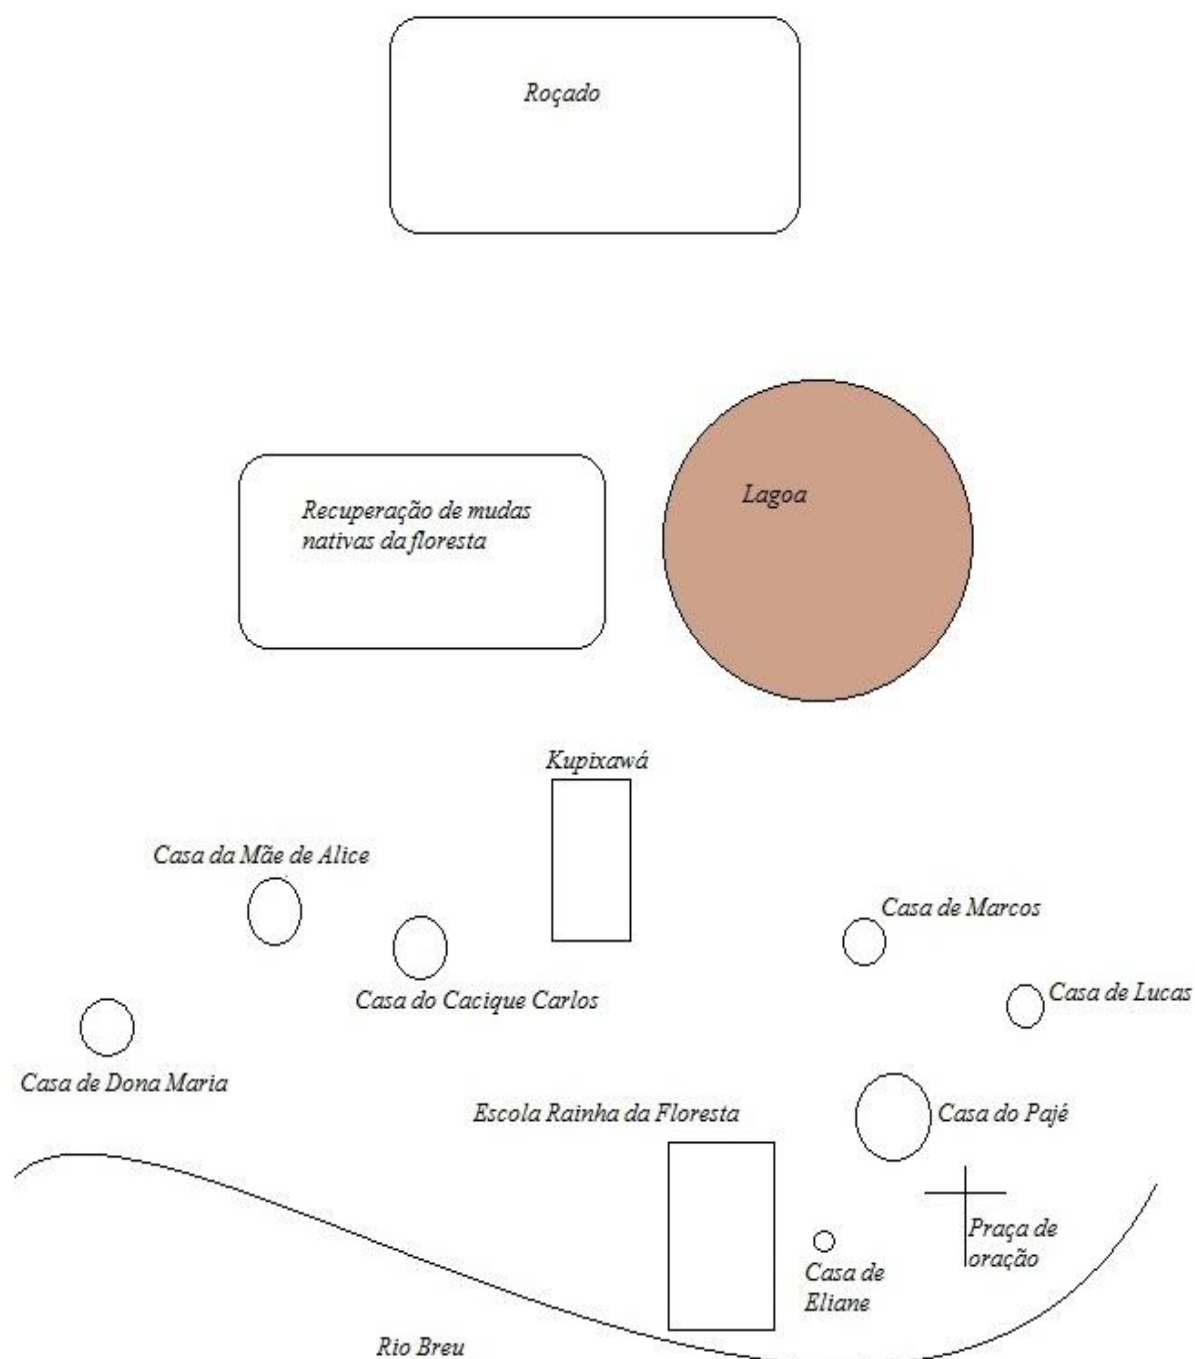 Roçado
Lagoa
Recuperação de mudas
nativas da floresta
Kupixawá
Casa da Mãe de Alice
Casa de Marcos
Casa do Cacique Carlos
Casa de Lucas
Casa de Dona Maria
Escola Rainha da Floresta
Casa do Pajé
Praça de
oração
Casa de
Eliane
Rio Breu